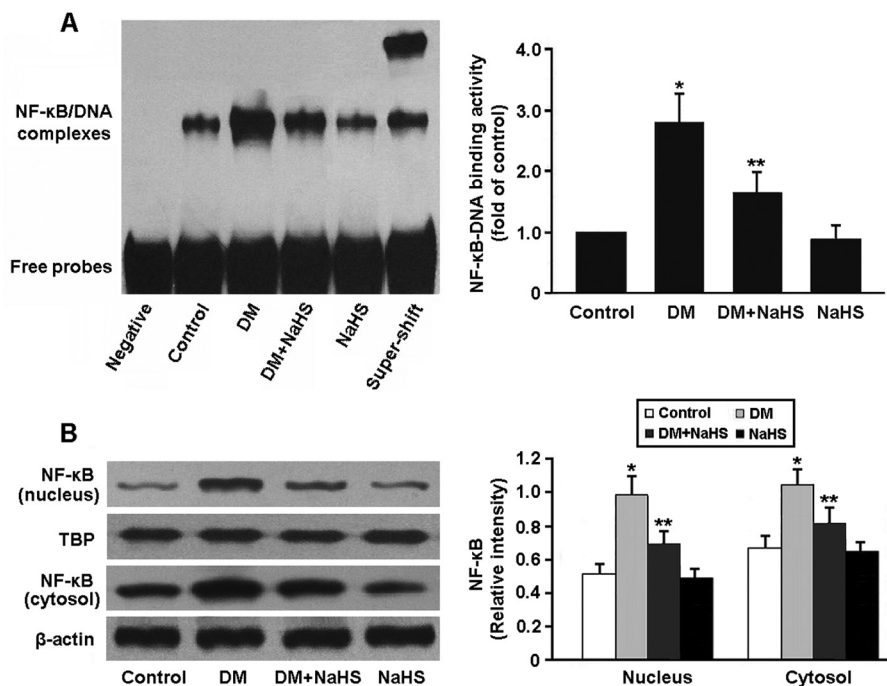 A
NF-κB/DNA
complexes
Free probes
Negative
Control
DM
DM+NaHS
NaHS
Super-shift
NF-κB-DNA binding activity
(fold of control)
4.0
3.0
2.0
1.0
0
*
**
Control DM DM+NaHS NaHS
B
NF-κB
(nucleus)
TBP
NF-κB
(cytosol)
β-actin
Control DM DM+NaHS NaHS
Control DM
DM+NaHS NaHS
NF-κB
(Relative intensity)
1.2
1.0
0.8
0.6
0.4
0.2
0
*
**
*
**
Nucleus Cytosol